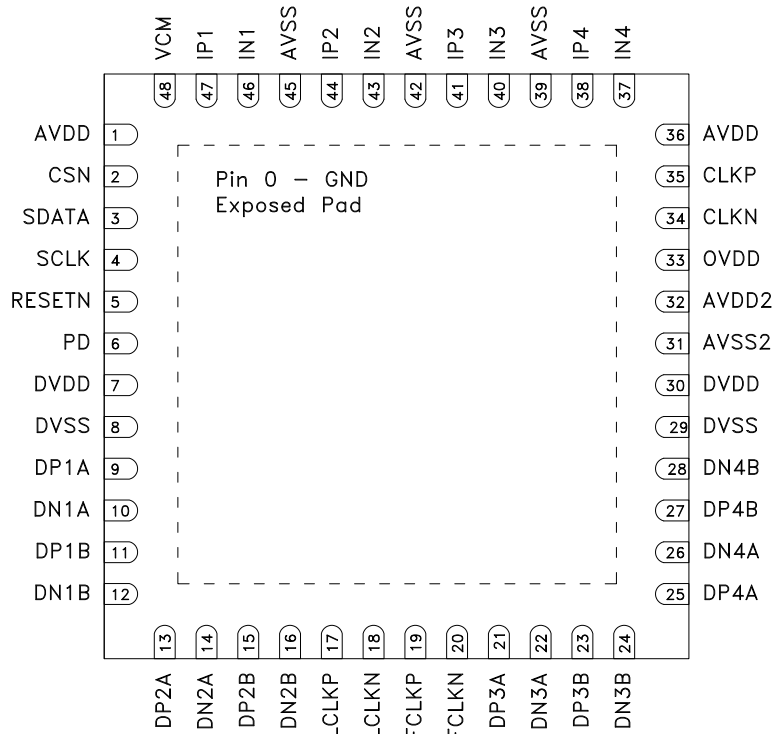 VCM IP1 IN1 AVSS IP2 IN2 AVSS IP3 IN3 AVSS IP4 IN4
48 47 46 45 44 43 42 41 40 39 38 37
AVDD 1 36 AVDD
CSN 2 35 CLKP
SDATA 3 34 CLKN
SCLK 4 33 OVDD
RESETN 5 32 AVDD2
PD 6 31 AVSS2
DVDD 7 30 DVDD
DVSS 8 29 DVSS
DP1A 9 28 DN4B
DN1A 10 27 DP4B
DP1B 11 26 DN4A
DN1B 12 25 DP4A
Pin 0 – GND
Exposed Pad
13 14 15 16 17 18 19 20 21 22 23 24
DP2A DN2A DP2B DN2B LCLKP LCLKN FCLKP FCLKN DP3A DN3A DP3B DN3B